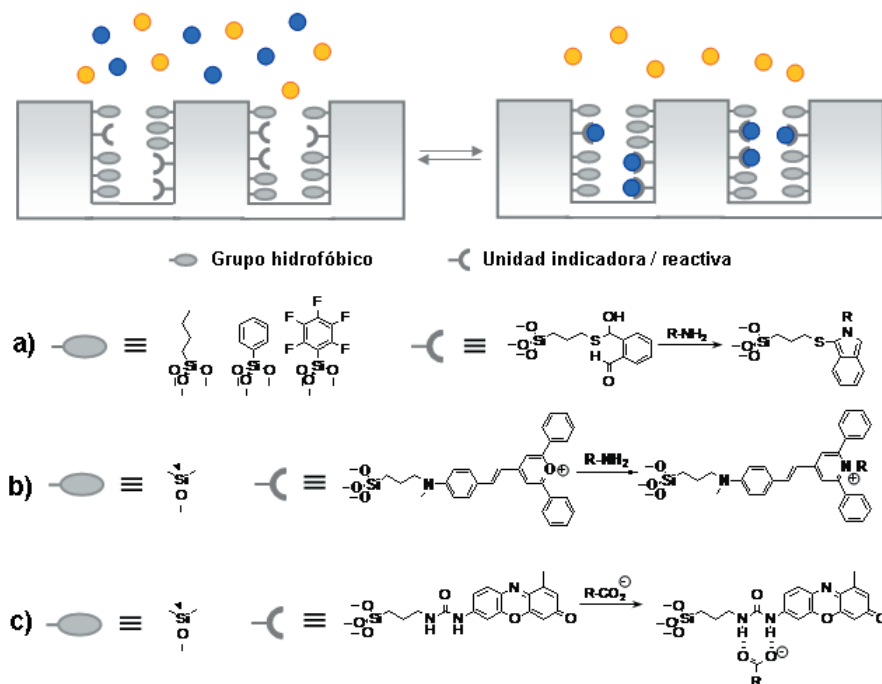 Grupo hidrofóbico
Unidad indicadora / reactiva
a)
F
F F
F F
Si Si Si
O O O O O O O O O
≡
≡
–O
–O Si
–O
S OH
H
O
R-NH₂
–O
–O Si
–O
S
R
N
b)
≡
Si
O
≡
–O
–O Si
–O
N
O⊕
R–NH₂
–O
–O Si
–O
N
N R
⊕
c)
≡
Si
O
≡
–O
–O Si
–O
N N
H H
O
N
O O
R-CO₂⊖
–O
–O Si
–O
N N
H H
O
N
O O
O O⊖
R